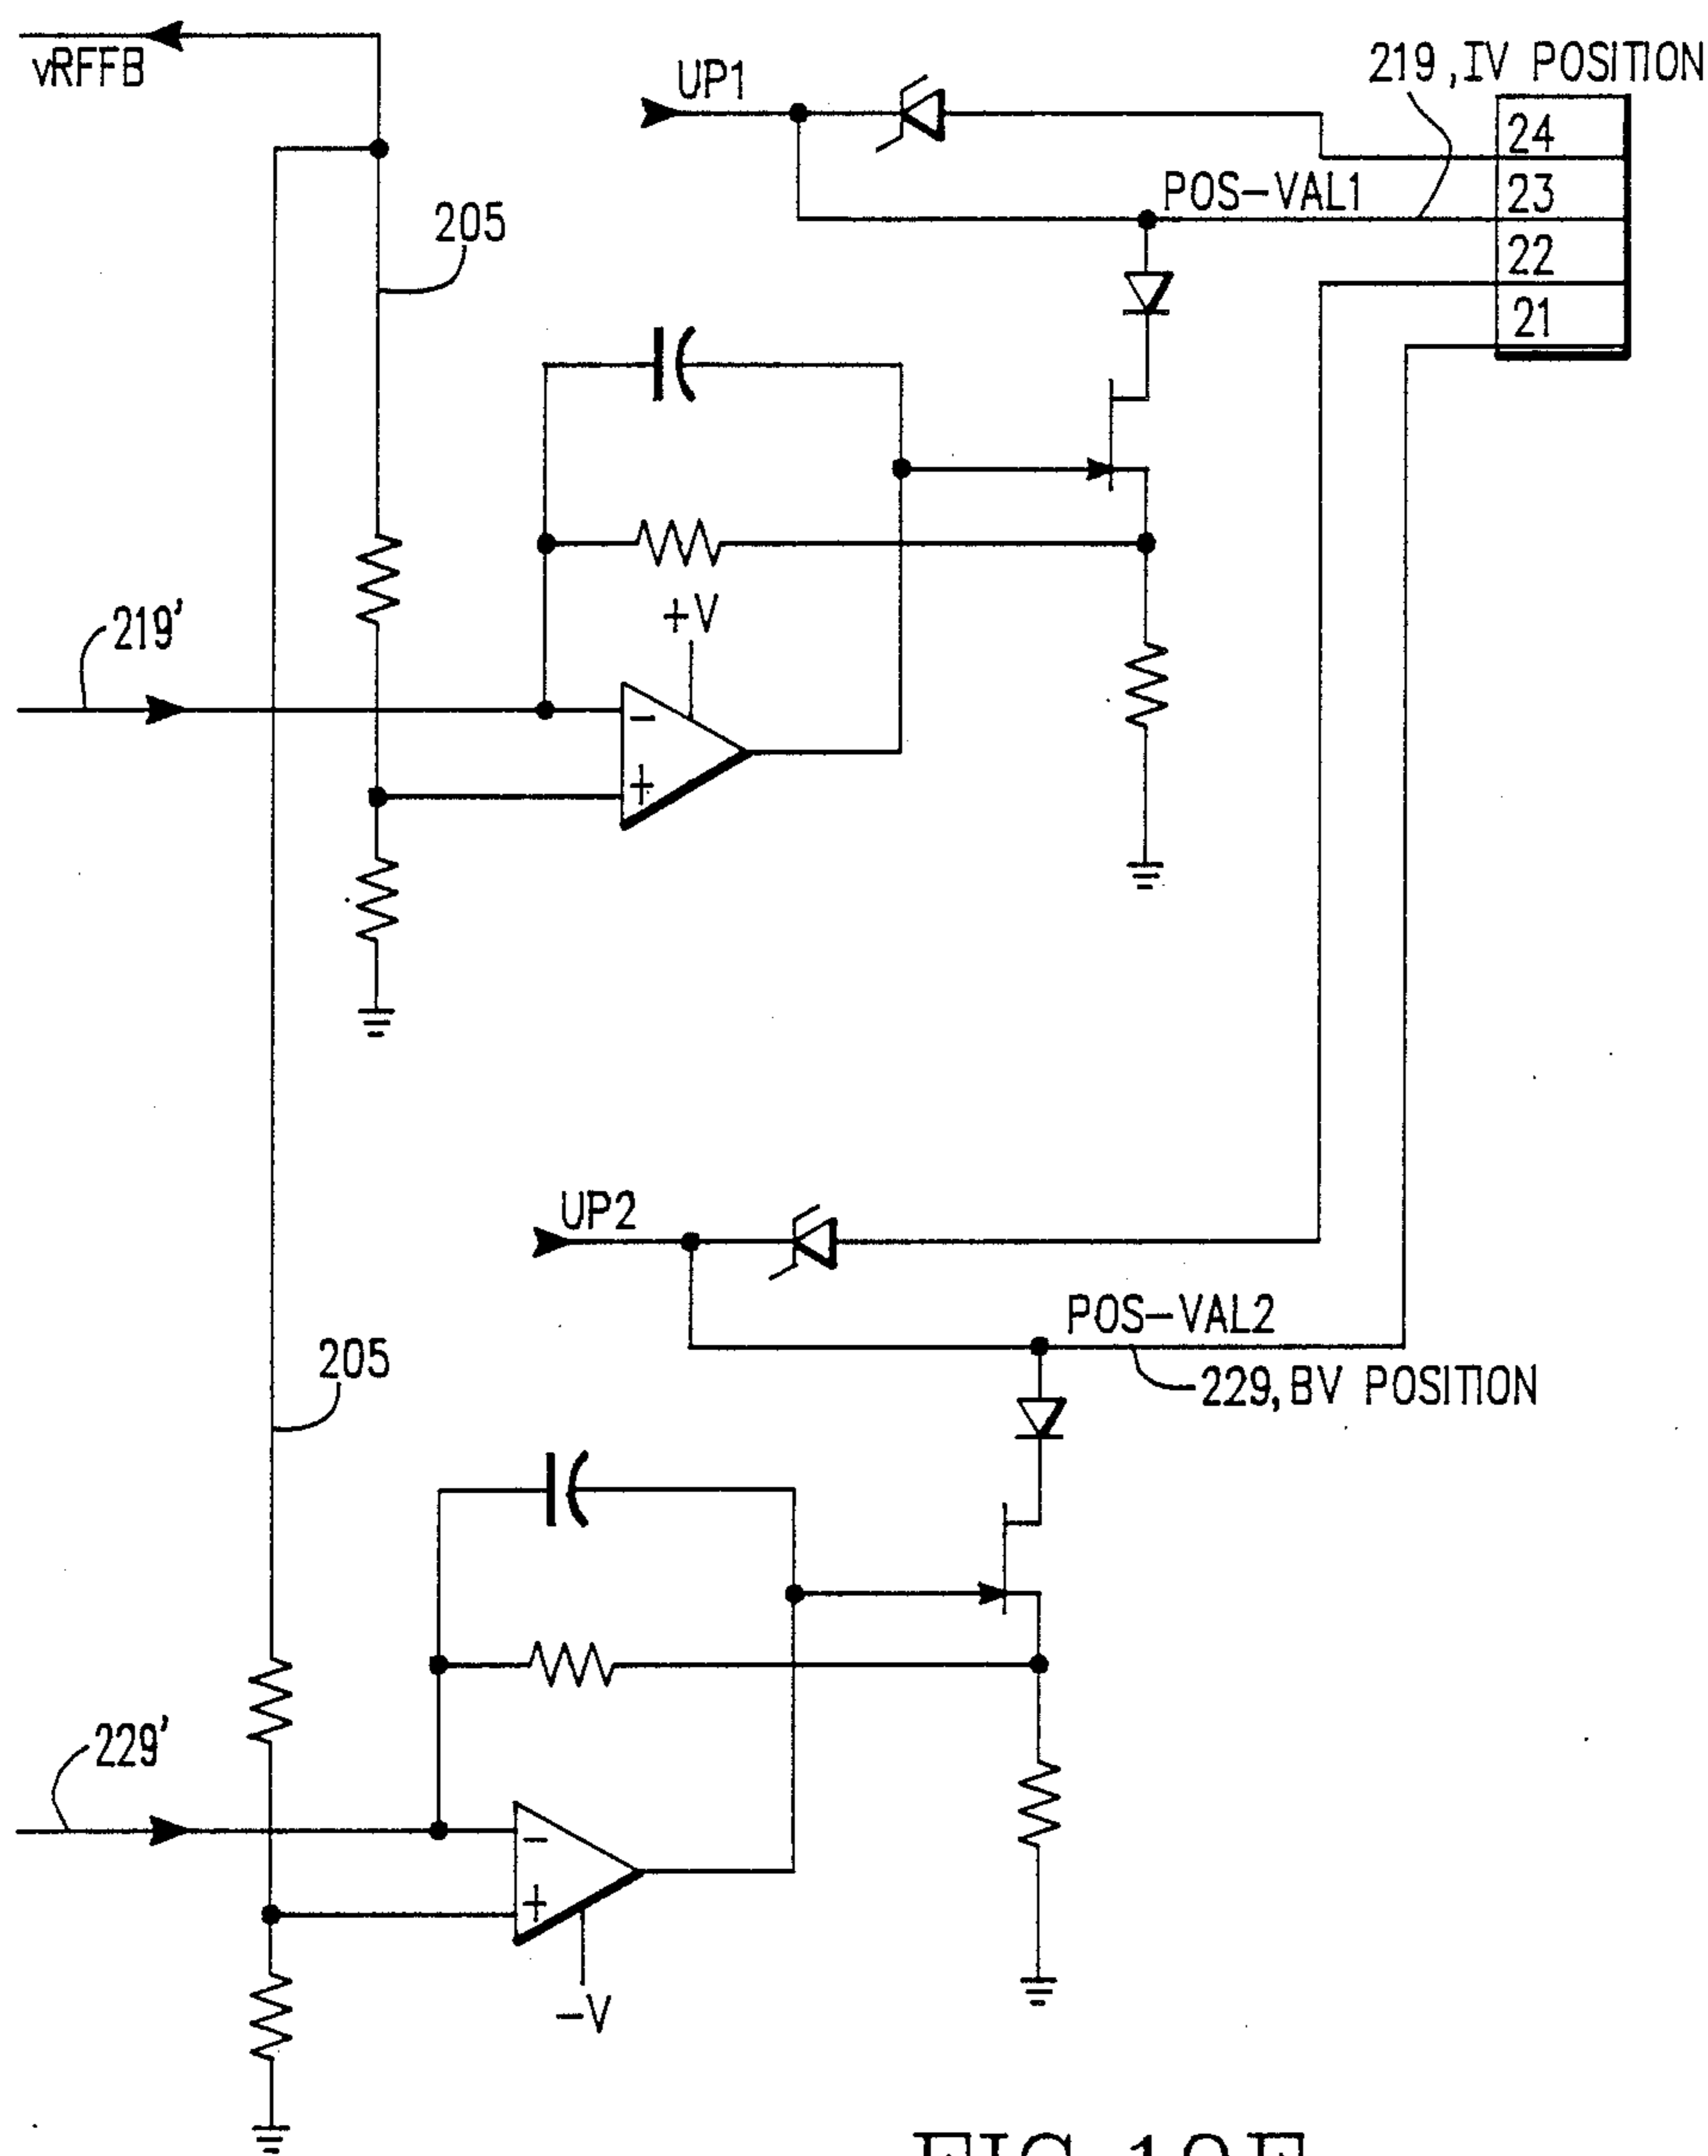 vRFFB
UP1
219, IV POSITION
24
POS-VAL1
23
205
22
21
219'
+V
-
+
UP2
POS-VAL2
205
229, BV POSITION
229'
-
+
-V